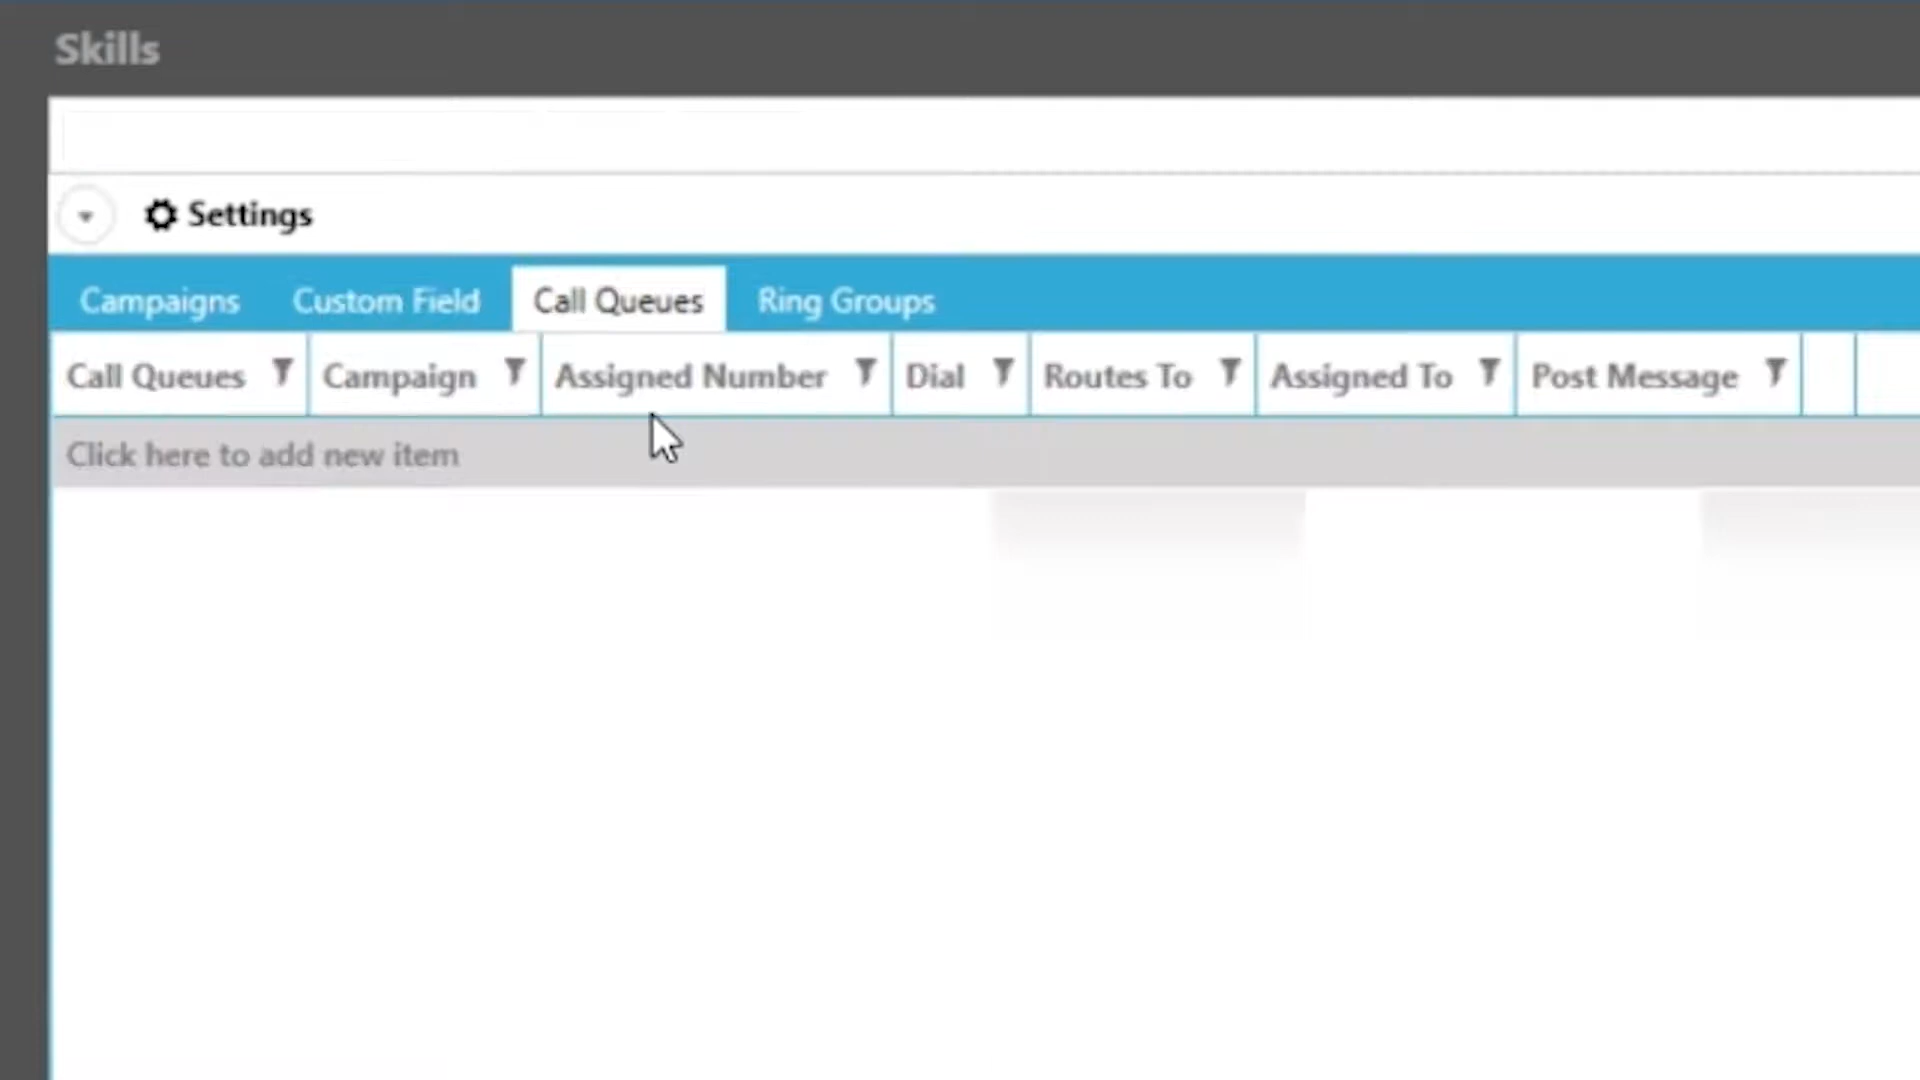 Skills
Settings
Campaigns Custom Field Call Queues Ring Groups
Call Queues Campaign Assigned Number Dial Routes To Assigned To Post Message
Click here to add new item